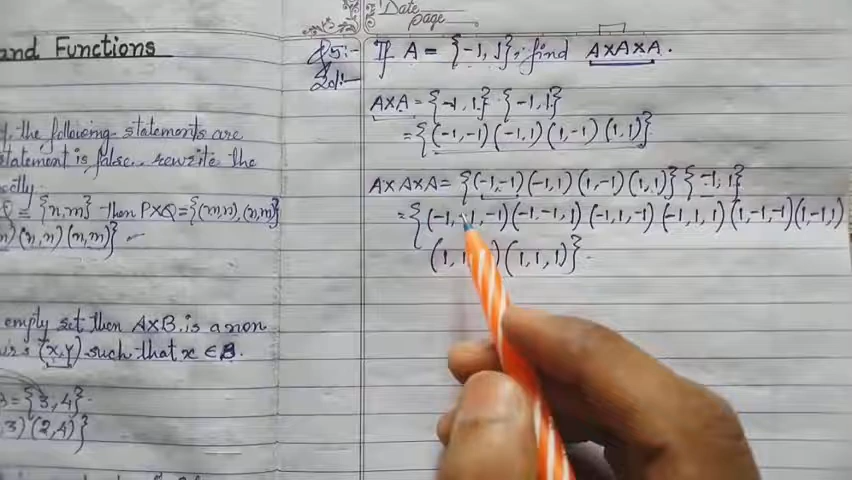 Date
page
and Functions
the following statements are
statement is false, rewrite the
ectly.
Q = {n,m} then P×Q = {(m,n),(n,m)}
n)(n,n)(n,m)}
empty set then A×B is a non
(x,y) such that x ∈ B.
= {3,4}
,3)(2,4)}
Q5:- If A = {-1, 1}, find A×A×A.
Sol:-
A×A = {-1, 1} {-1, 1}
= {(-1,-1)(-1,1)(1,-1)(1,1)}
A×A×A = {(-1,-1)(-1,1)(1,-1)(1,1)} {-1,1}
= {(-1,-1,-1)(-1,-1,1)(-1,1,-1)(-1,1,1)(1,-1,-1)(1,-1,1)
(1,1, )(1,1,1)}.